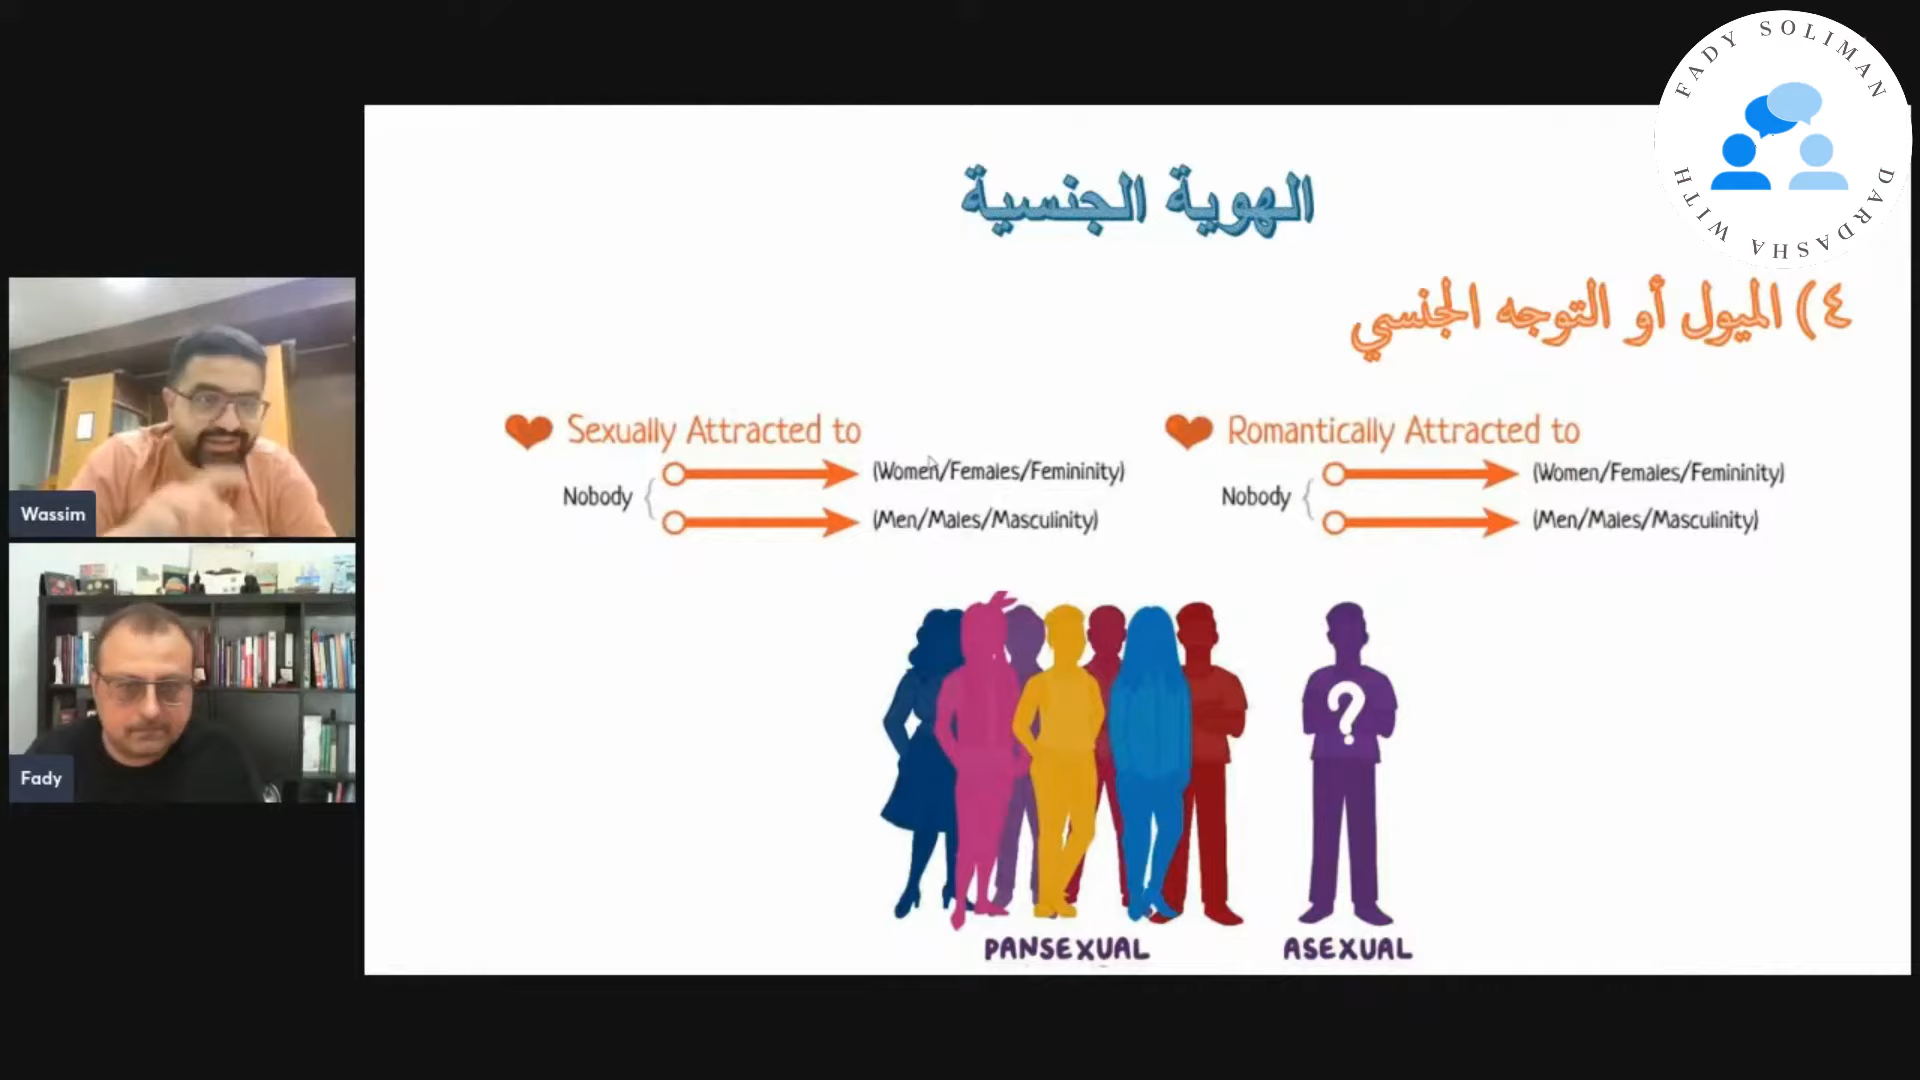 FADY SOLIMAN
DARDASHA WITH
الهوية الجنسية
٤) الميول أو التوجه الجنسي
Sexually Attracted to
Nobody
(Women/Females/Femininity)
(Men/Males/Masculinity)
Romantically Attracted to
Nobody
(Women/Females/Femininity)
(Men/Males/Masculinity)
?
PANSEXUAL
ASEXUAL
Wassim
Fady